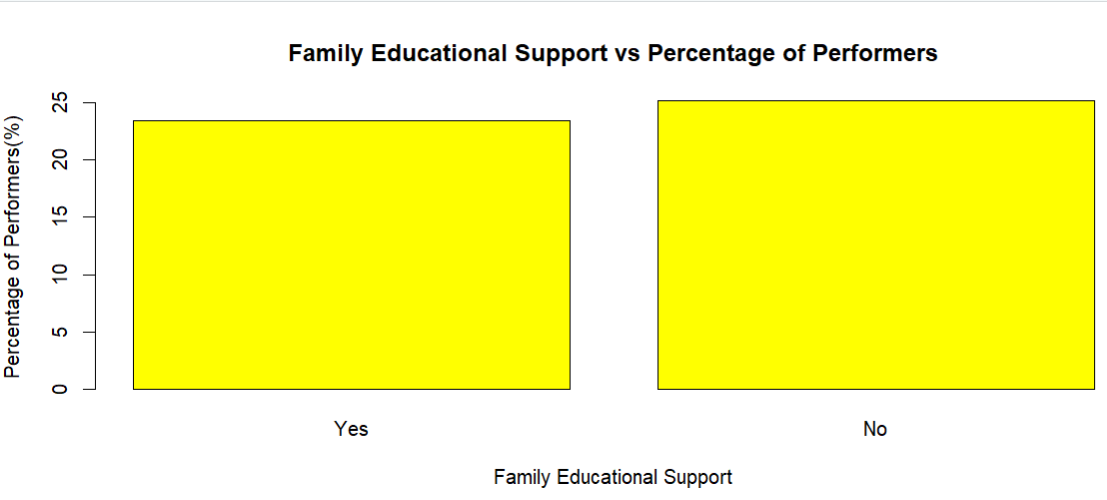 Family Educational Support vs Percentage of Performers
Percentage of Performers(%)
25
20
15
10
5
0
Yes No
Family Educational Support